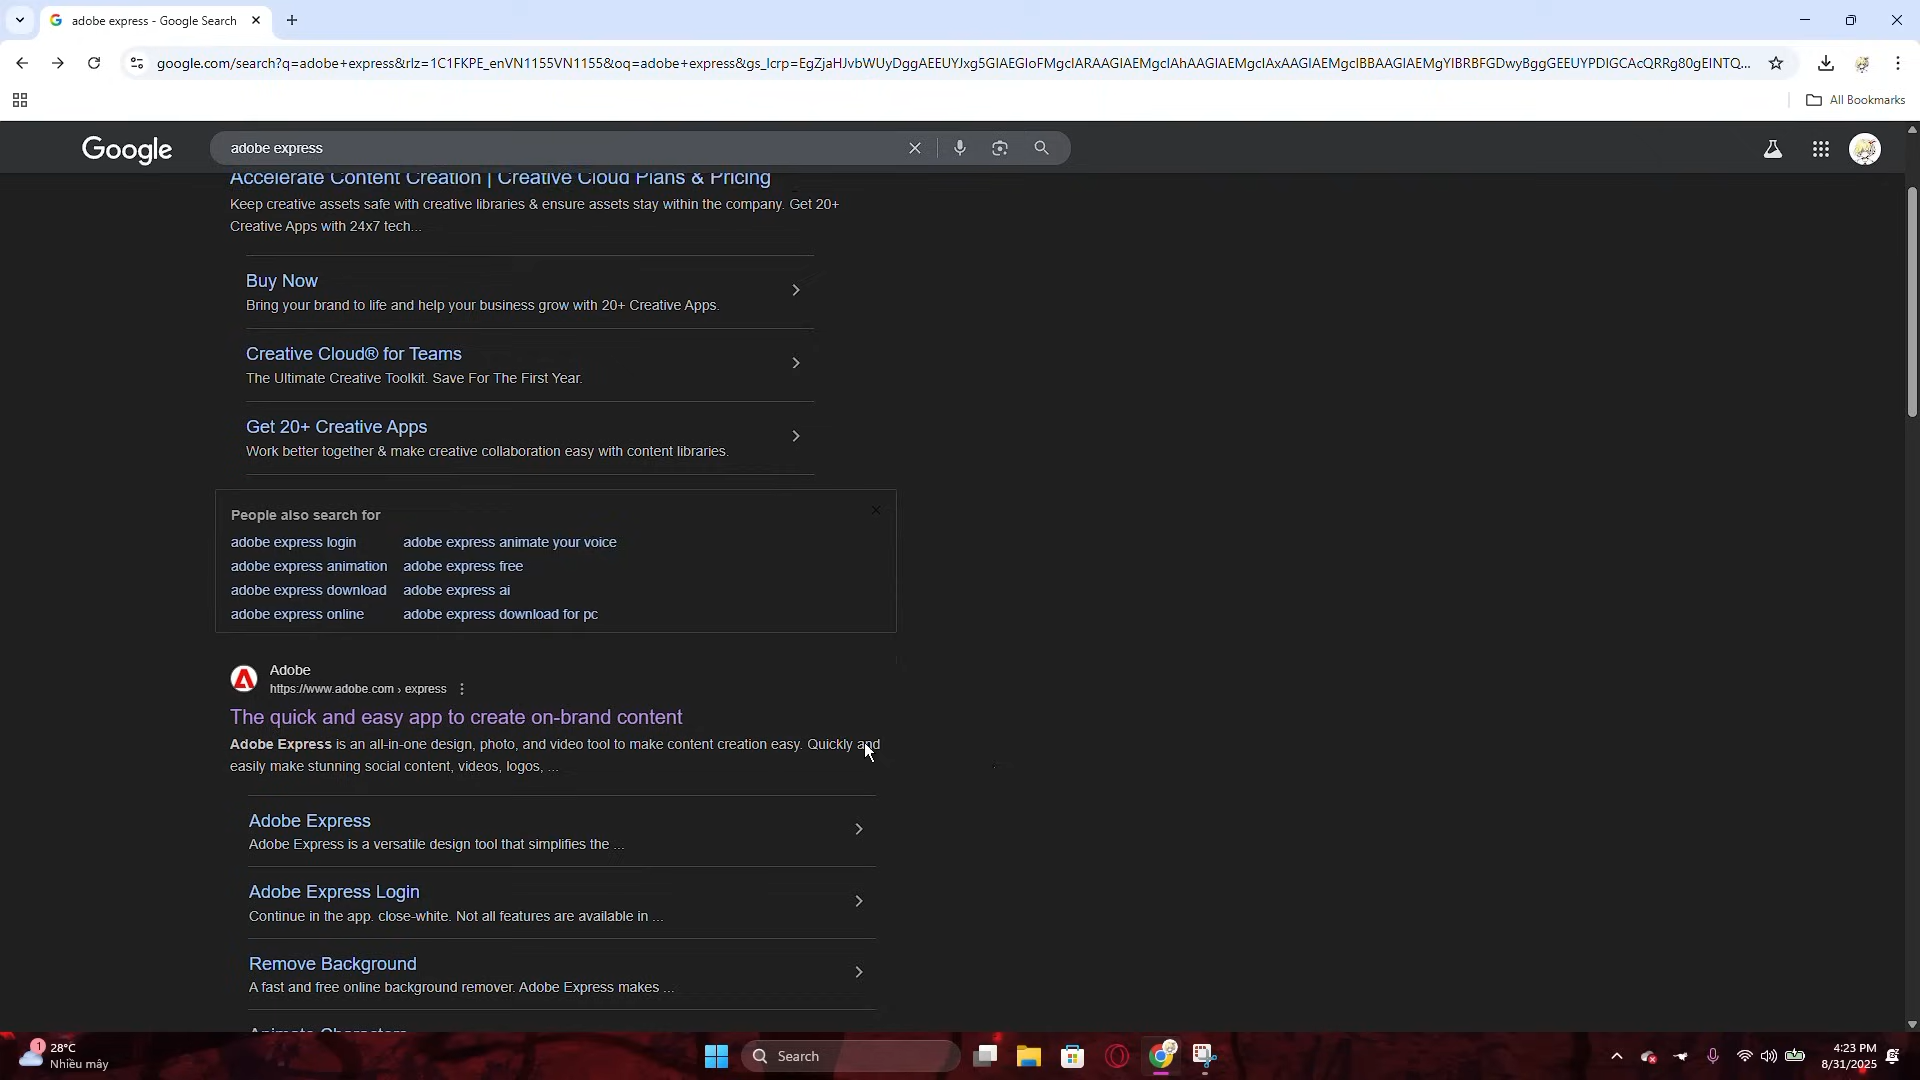 adobe express - Google Search
google.com/search?q=adobe+express&rlz=1C1FKPE_enVN1155VN1155&oq=adobe+express&gs_lcrp=
All Bookmarks
Google
adobe express
Accelerate Content Creation | Creative Cloud Plans & Pricing
Keep creative assets safe with creative libraries & ensure assets stay within the company. Get 20+
Creative Apps with 24x7 tech...
Buy Now
Bring your brand to life and help your business grow with 20+ Creative Apps.
Creative Cloud® for Teams
The Ultimate Creative Toolkit. Save For The First Year.
Get 20+ Creative Apps
Work better together & make creative collaboration easy with content libraries.
People also search for
adobe express login
adobe express animate your voice
adobe express animation
adobe express free
adobe express download
adobe express ai
adobe express online
adobe express download for pc
Adobe
https://www.adobe.com › express
The quick and easy app to create on-brand content
Adobe Express is an all-in-one design, photo, and video tool to make content creation easy. Quickly and
easily make stunning social content, videos, logos, ...
Adobe Express
Adobe Express is a versatile design tool that simplifies the ...
Adobe Express Login
Continue in the app. close-white. Not all features are available in ...
Remove Background
A fast and free online background remover. Adobe Express makes ...
Animate Characters
1
28°C
Nhiều mây
Search
4:23 PM
8/31/2025